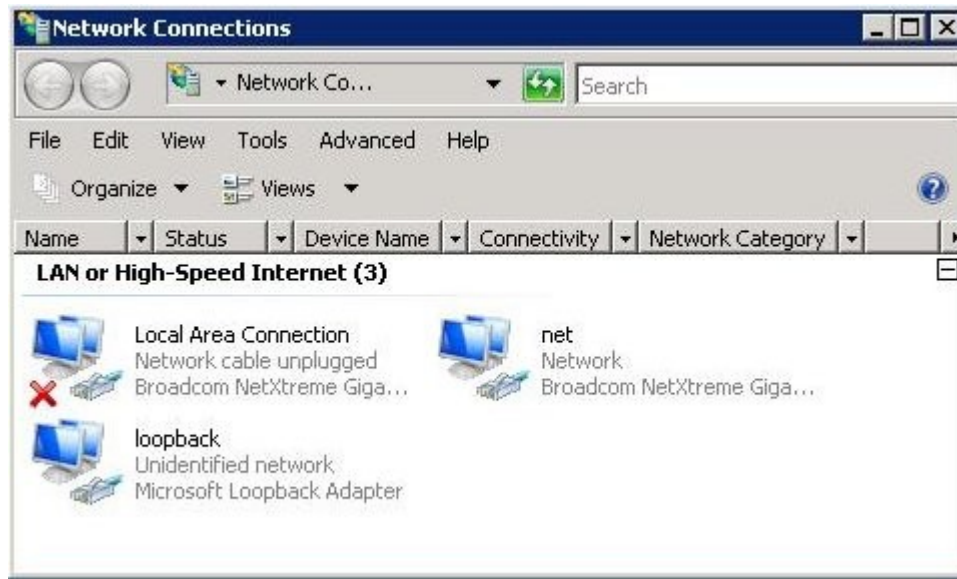 Network Connections
Network Co...
Search
File Edit View Tools Advanced Help
Organize Views
Name Status Device Name Connectivity Network Category
LAN or High-Speed Internet (3)
Local Area Connection
Network cable unplugged
Broadcom NetXtreme Giga...
net
Network
Broadcom NetXtreme Giga...
loopback
Unidentified network
Microsoft Loopback Adapter